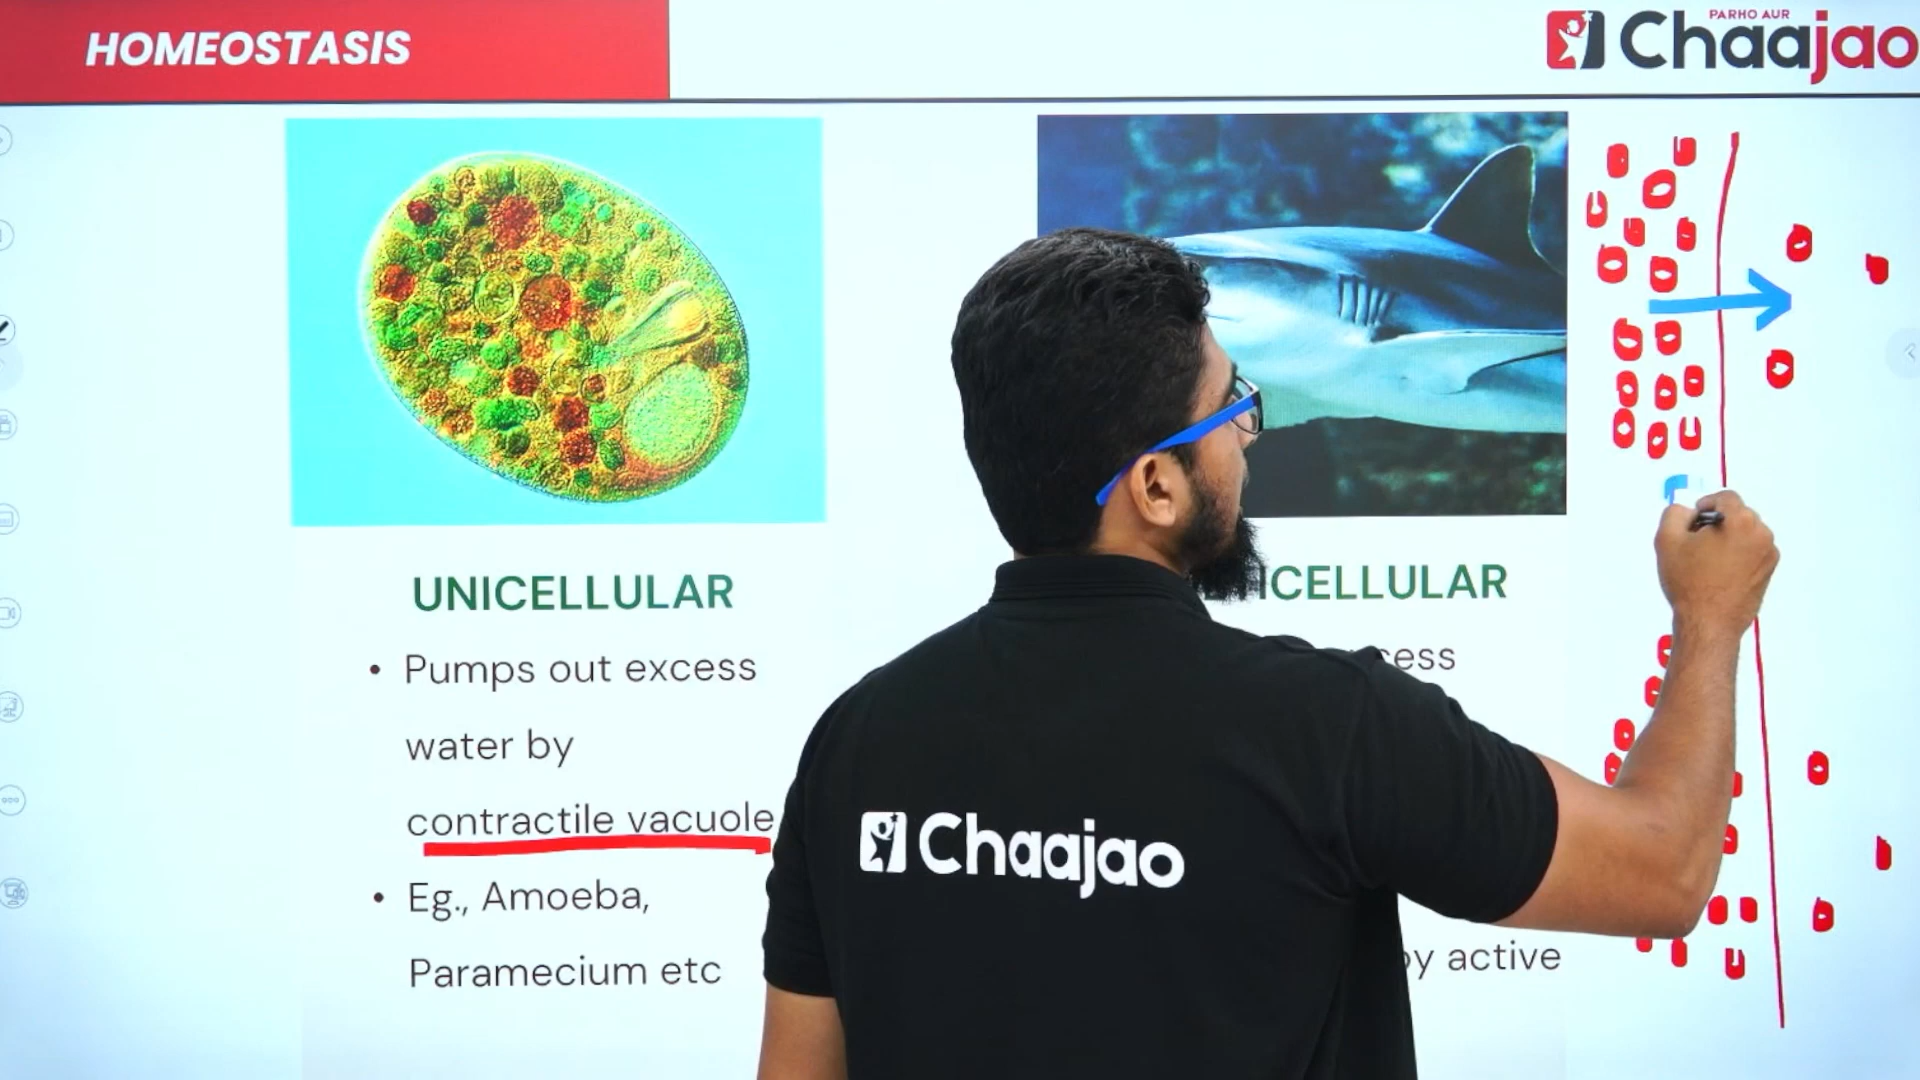 HOMEOSTASIS
PARHO AUR
Chaajao
UNICELLULAR
• Pumps out excess
water by
contractile vacuole
• Eg., Amoeba,
Paramecium etc
ICELLULAR
cess
by active
Chaajao